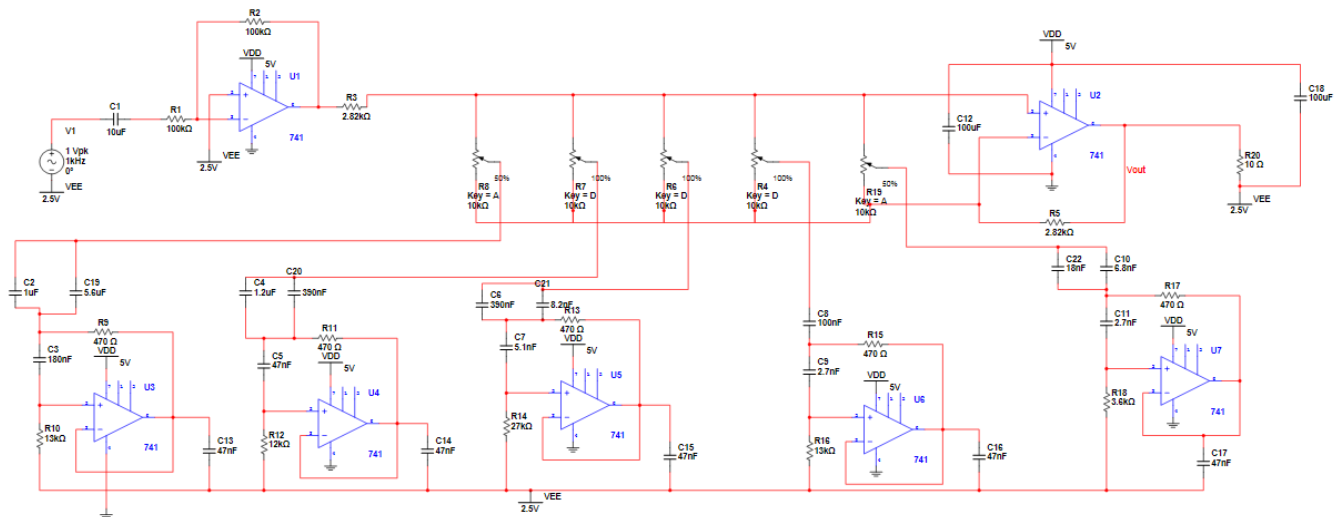 R2
100kΩ
VDD
5V
U1
741
VEE
2.5V
C1
10uF
R1
100kΩ
V1
1 Vpk
1kHz
0°
VEE
2.5V
R3
2.82kΩ
50%
R8
Key = A
10kΩ
100%
R7
Key = D
10kΩ
100%
R6
Key = D
10kΩ
100%
R4
Key = D
10kΩ
50%
R19
Key = A
10kΩ
VDD
5V
U2
741
C12
100uF
C18
100uF
Vout
R20
10 Ω
VEE
2.5V
R5
2.82kΩ
C2
1uF
C19
5.6uF
R9
470 Ω
C3
180nF
VDD
5V
U3
741
R10
13kΩ
C13
47nF
C4
1.2uF
C20
390nF
R11
470 Ω
C5
47nF
VDD
5V
U4
741
R12
12kΩ
C14
47nF
C6
390nF
C21
8.2nF
R13
470 Ω
C7
5.1nF
VDD
5V
U5
741
R14
27kΩ
C15
47nF
VEE
2.5V
C8
100nF
R15
470 Ω
C9
2.7nF
VDD
5V
U6
741
R16
13kΩ
C16
47nF
C22
18nF
C10
6.8nF
R17
470 Ω
C11
2.7nF
VDD
5V
U7
741
R18
3.6kΩ
C17
47nF